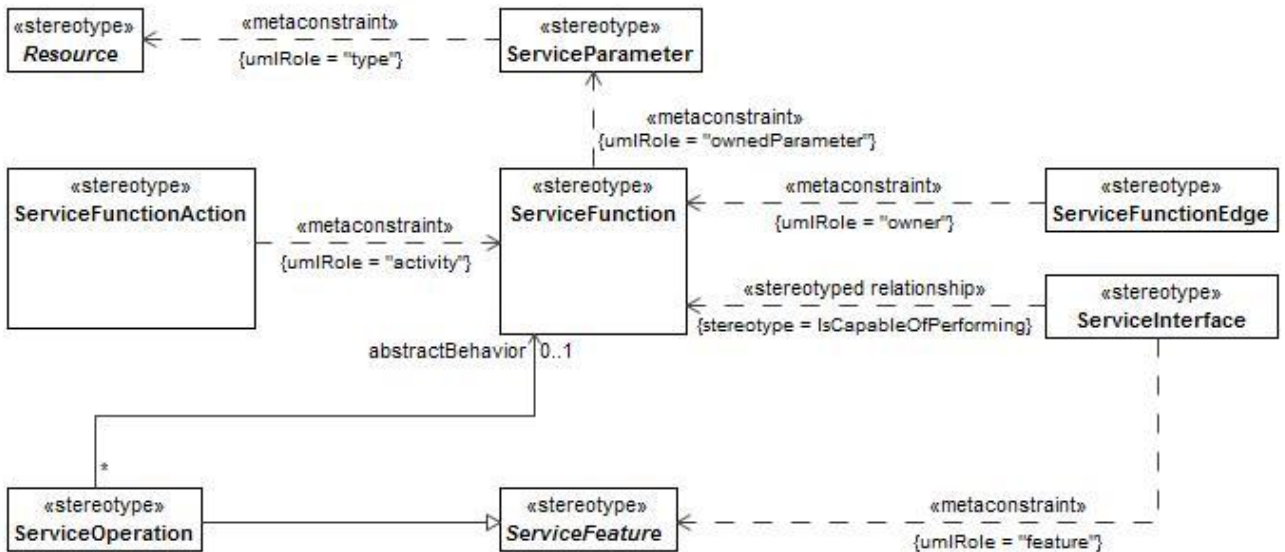 «stereotype»
Resource
«metaconstraint»
{umlRole = "type"}
«stereotype»
ServiceParameter
«metaconstraint»
{umlRole = "ownedParameter"}
«stereotype»
ServiceFunctionAction
«metaconstraint»
{umlRole = "activity"}
«stereotype»
ServiceFunction
«metaconstraint»
{umlRole = "owner"}
«stereotype»
ServiceFunctionEdge
«stereotyped relationship»
{stereotype = IsCapableOfPerforming}
«stereotype»
ServiceInterface
abstractBehavior 0..1
*
«stereotype»
ServiceOperation
«stereotype»
ServiceFeature
«metaconstraint»
{umlRole = "feature"}